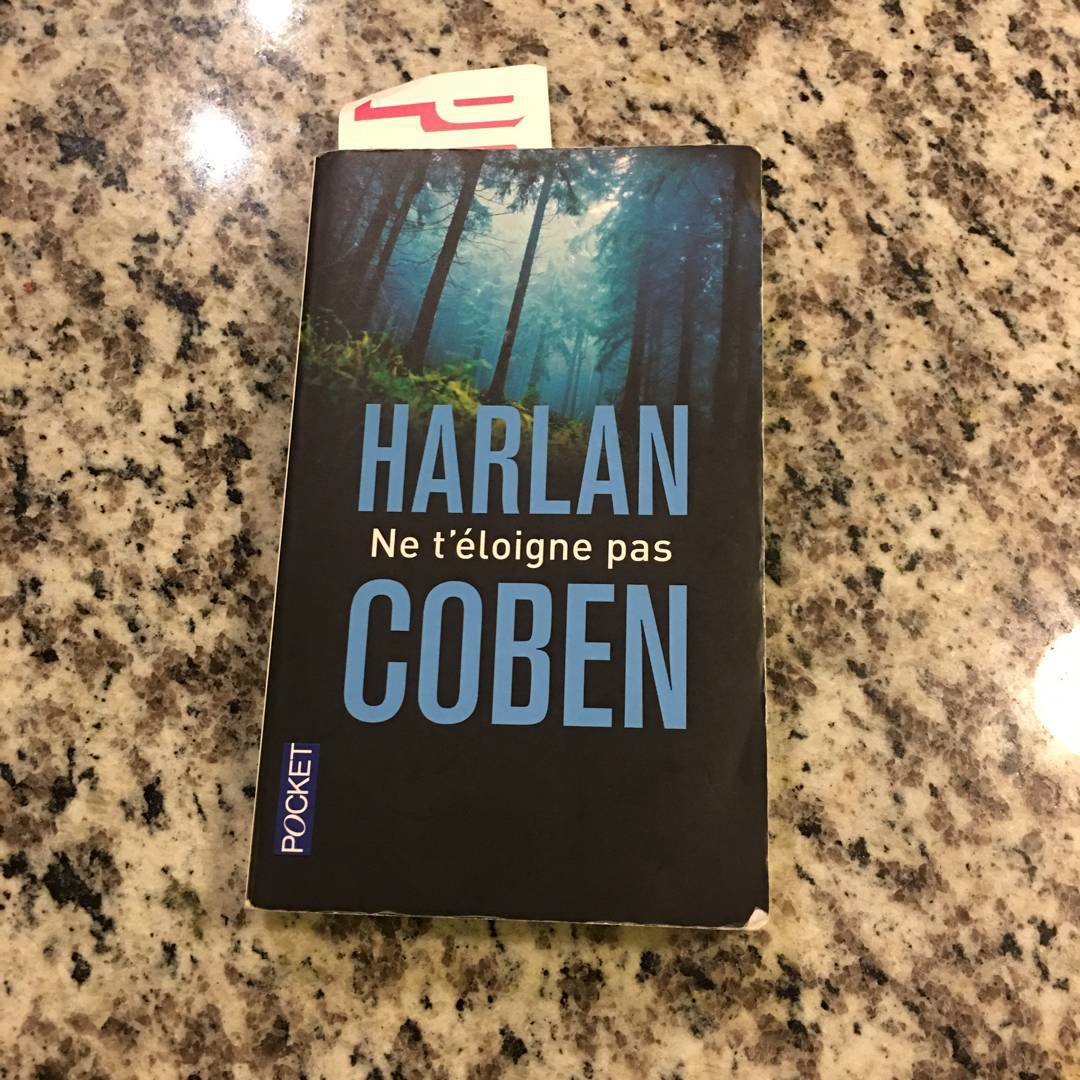 HARLAN
Ne t'éloigne pas
COBEN
POCKET